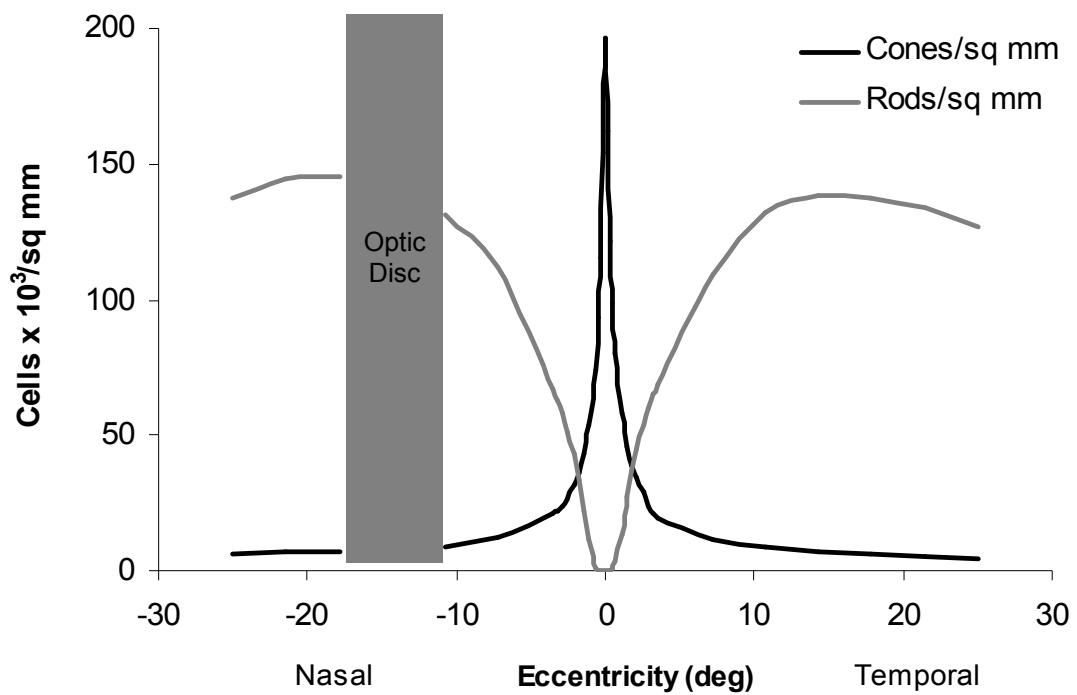 Cells x 10³/sq mm
200
150
100
50
0
Optic
Disc
Cones/sq mm
Rods/sq mm
-30
-20
-10
0
10
20
30
Nasal
Eccentricity (deg)
Temporal